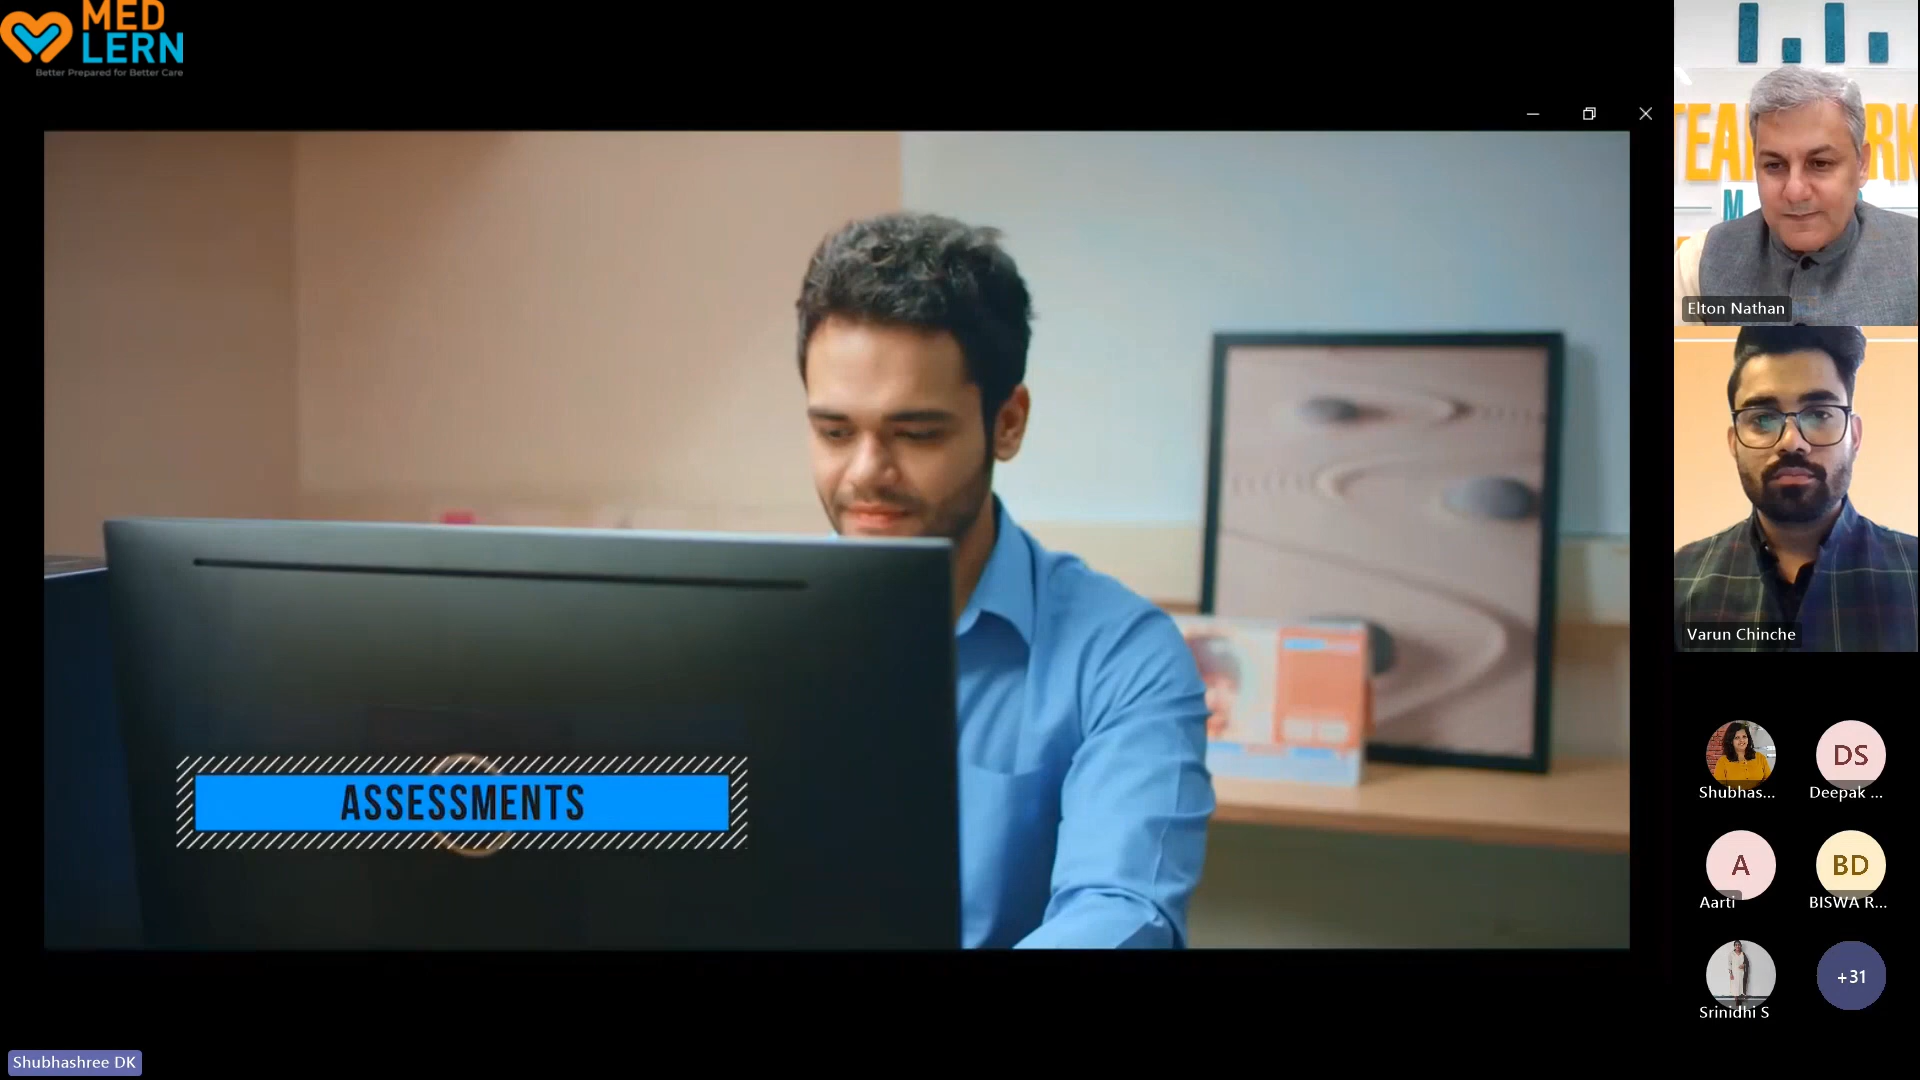 MED
LERN
Better Prepared for Better Care
ASSESSMENTS
Elton Nathan
Varun Chinche
Shubhas...
DS
Deepak ...
A
Aarti
BD
BISWA R...
Srinidhi S
+31
Shubhashree DK